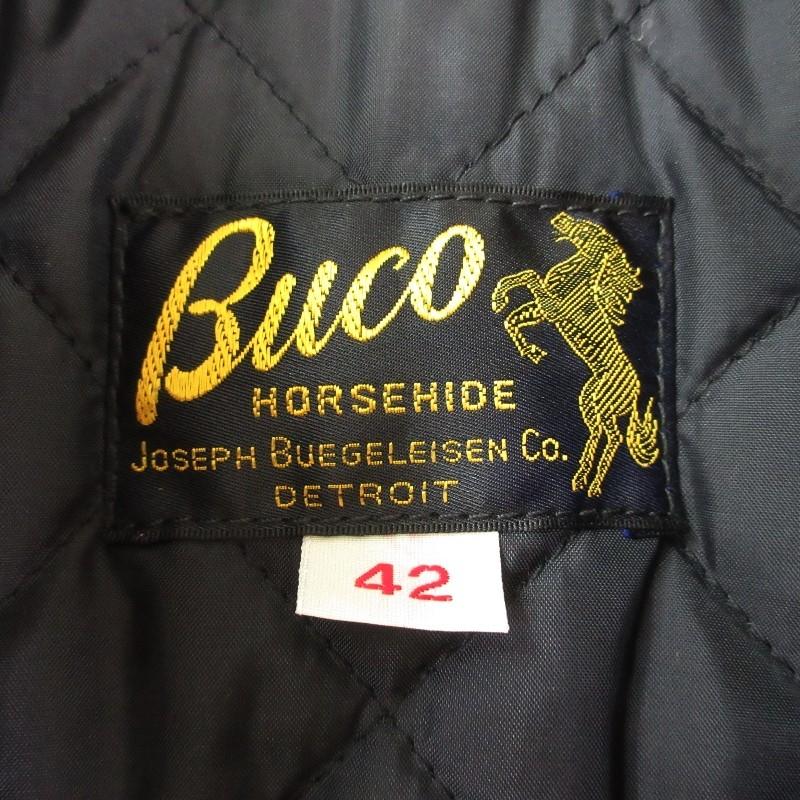 Buco
HORSEHIDE
JOSEPH BUEGELEISEN CO.
DETROIT
42